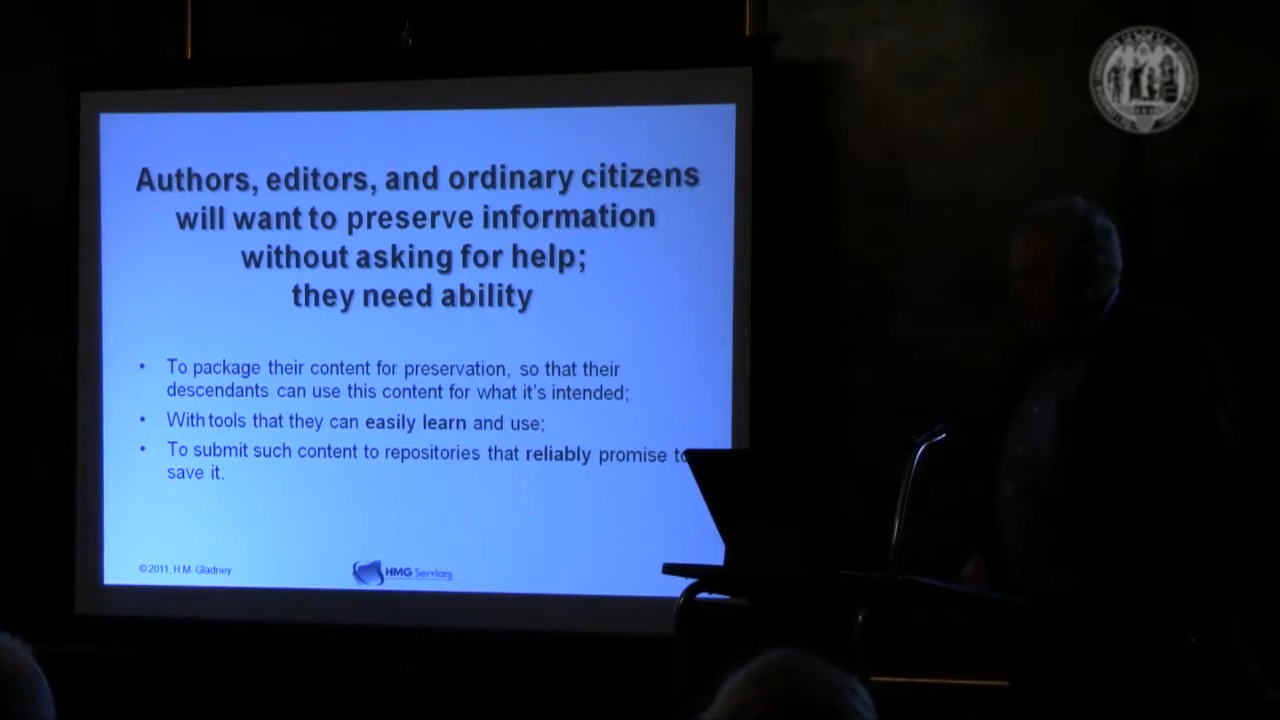 Authors, editors, and ordinary citizens
will want to preserve information
without asking for help;
they need ability
• To package their content for preservation, so that their
descendants can use this content for what it's intended;
• With tools that they can easily learn and use;
• To submit such content to repositories that reliably promise to
save it.
© 2011, H.M. Gladney
HMG Services